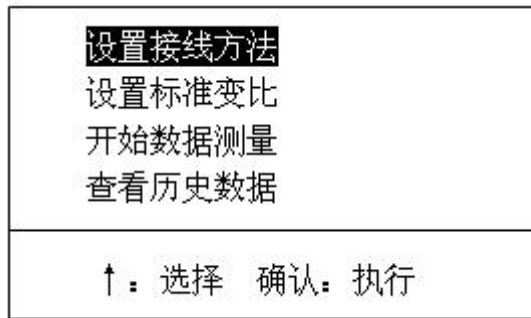 设置接线方法
设置标准变比
开始数据测量
查看历史数据
↑：选择 确认：执行